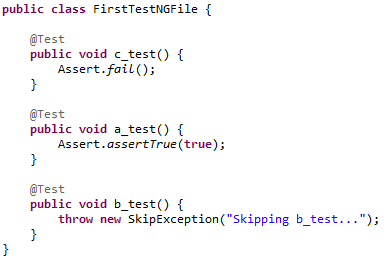 public class FirstTestNGFile {
@Test
public void c_test() {
Assert.fail();
}
@Test
public void a_test() {
Assert.assertTrue(true);
}
@Test
public void b_test() {
throw new SkipException("Skipping b_test...");
}
}